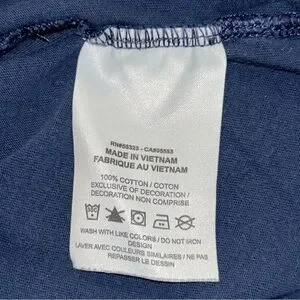 RN#58323 - CA#05553
MADE IN VIETNAM
FABRIQUE AU VIETNAM
100% COTTON / COTON
EXCLUSIVE OF DECORATION /
DECORATION NON COMPRISE
WASH WITH LIKE COLORS / DO NOT IRON
DESIGN
LAVER AVEC COULEURS SIMILAIRES / NE PAS
REPASSER LE DESSIN